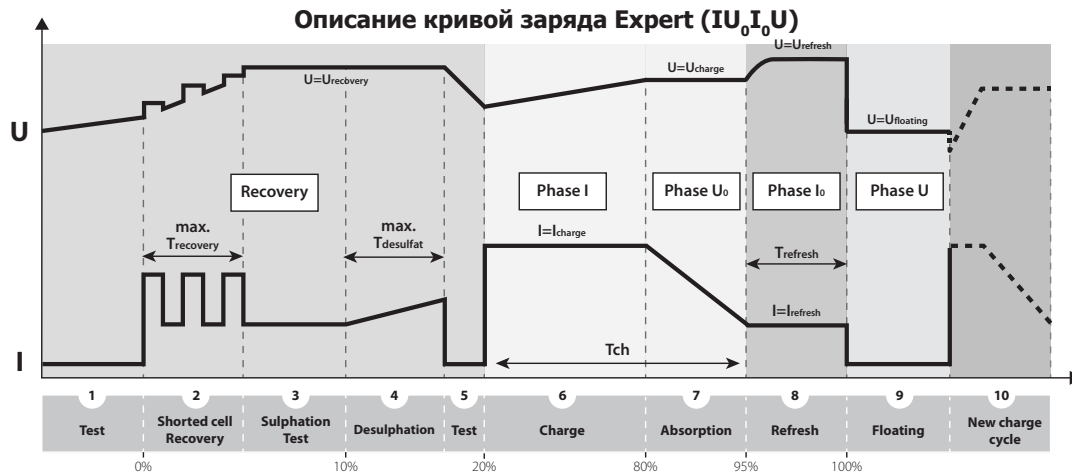 Описание кривой заряда Expert (IU₀I₀U)
U=Urefresh
U=Urecovery
U=Ucharge
U=Ufloating
U
Recovery
Phase I
Phase U₀
Phase I₀
Phase U
max.
Trecovery
max.
Tdesulfat
I=Icharge
Trefresh
I=Irefresh
Tch
I
1
2
3
4
5
6
7
8
9
10
Test
Shorted cell
Recovery
Sulphation
Test
Desulphation
Test
Charge
Absorption
Refresh
Floating
New charge
cycle
0%
10%
20%
80%
95%
100%